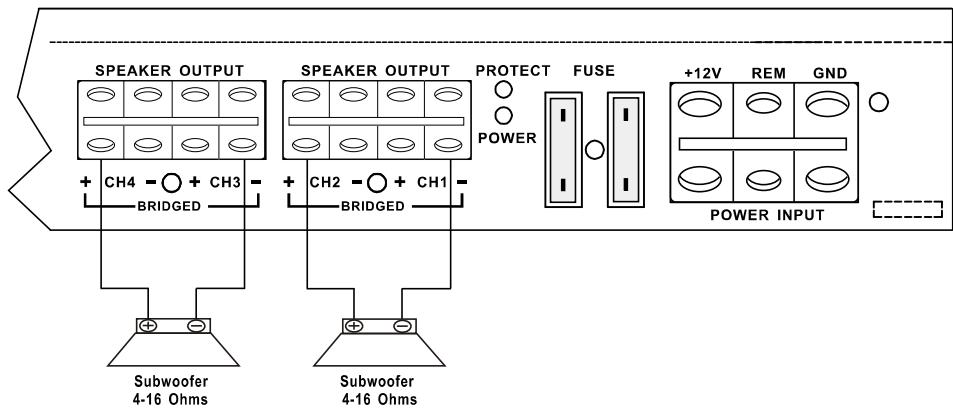 SPEAKER OUTPUT SPEAKER OUTPUT PROTECT FUSE +12V REM GND
POWER
+ CH4 - + CH3 - + CH2 - + CH1 -
BRIDGED BRIDGED
POWER INPUT
+ - + -
Subwoofer Subwoofer
4-16 Ohms 4-16 Ohms